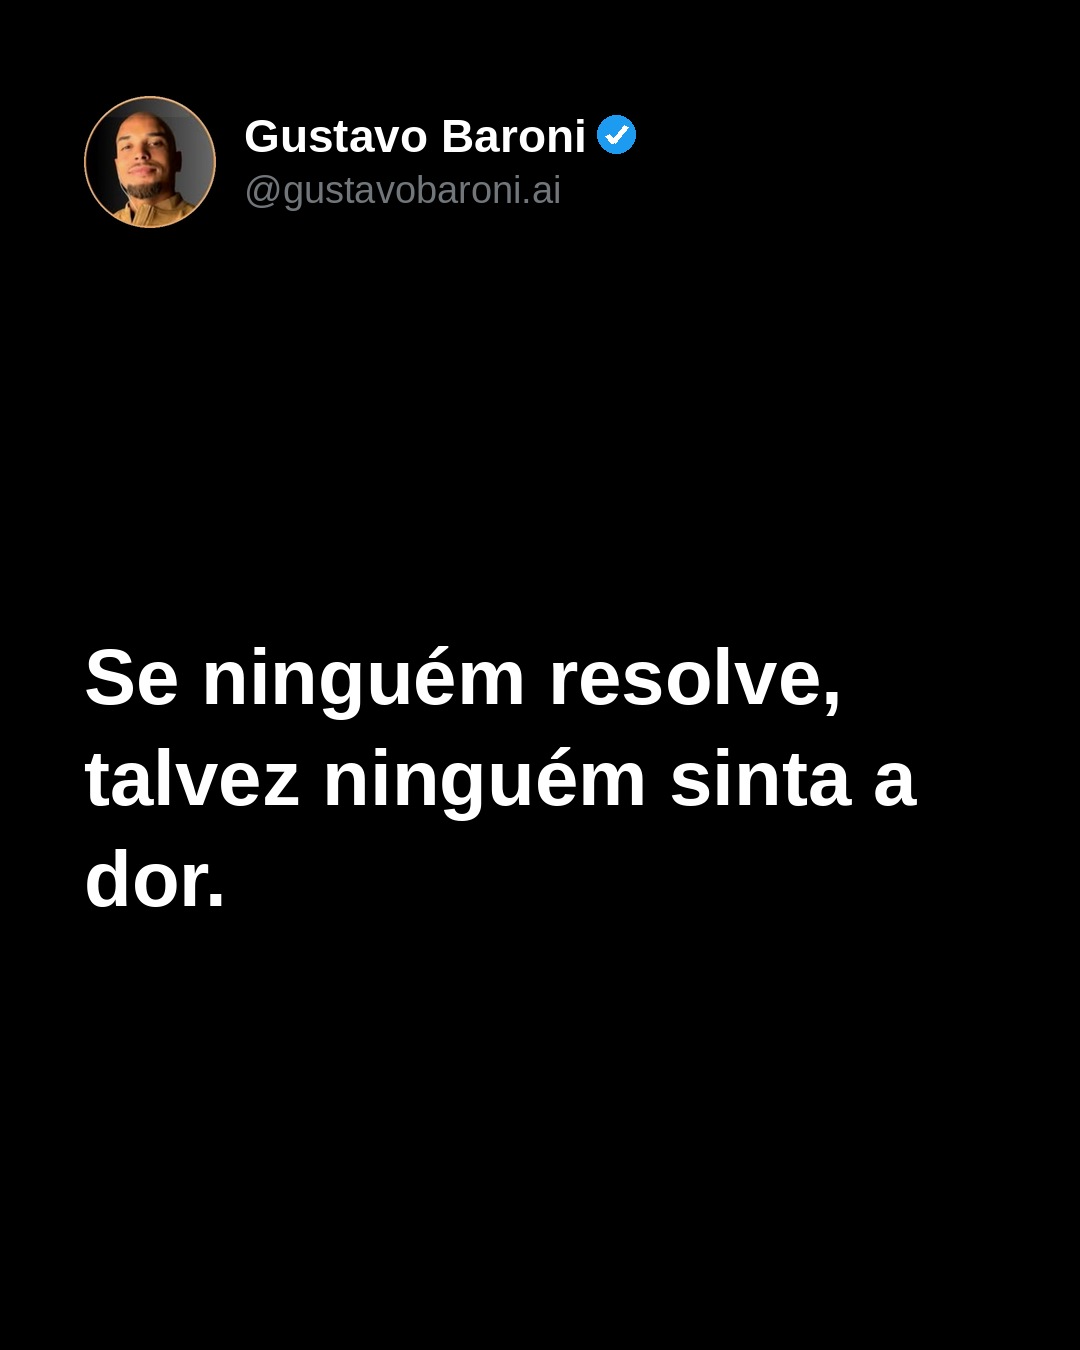 Gustavo Baroni
@gustavobaroni.ai
Se ninguém resolve,
talvez ninguém sinta a
dor.